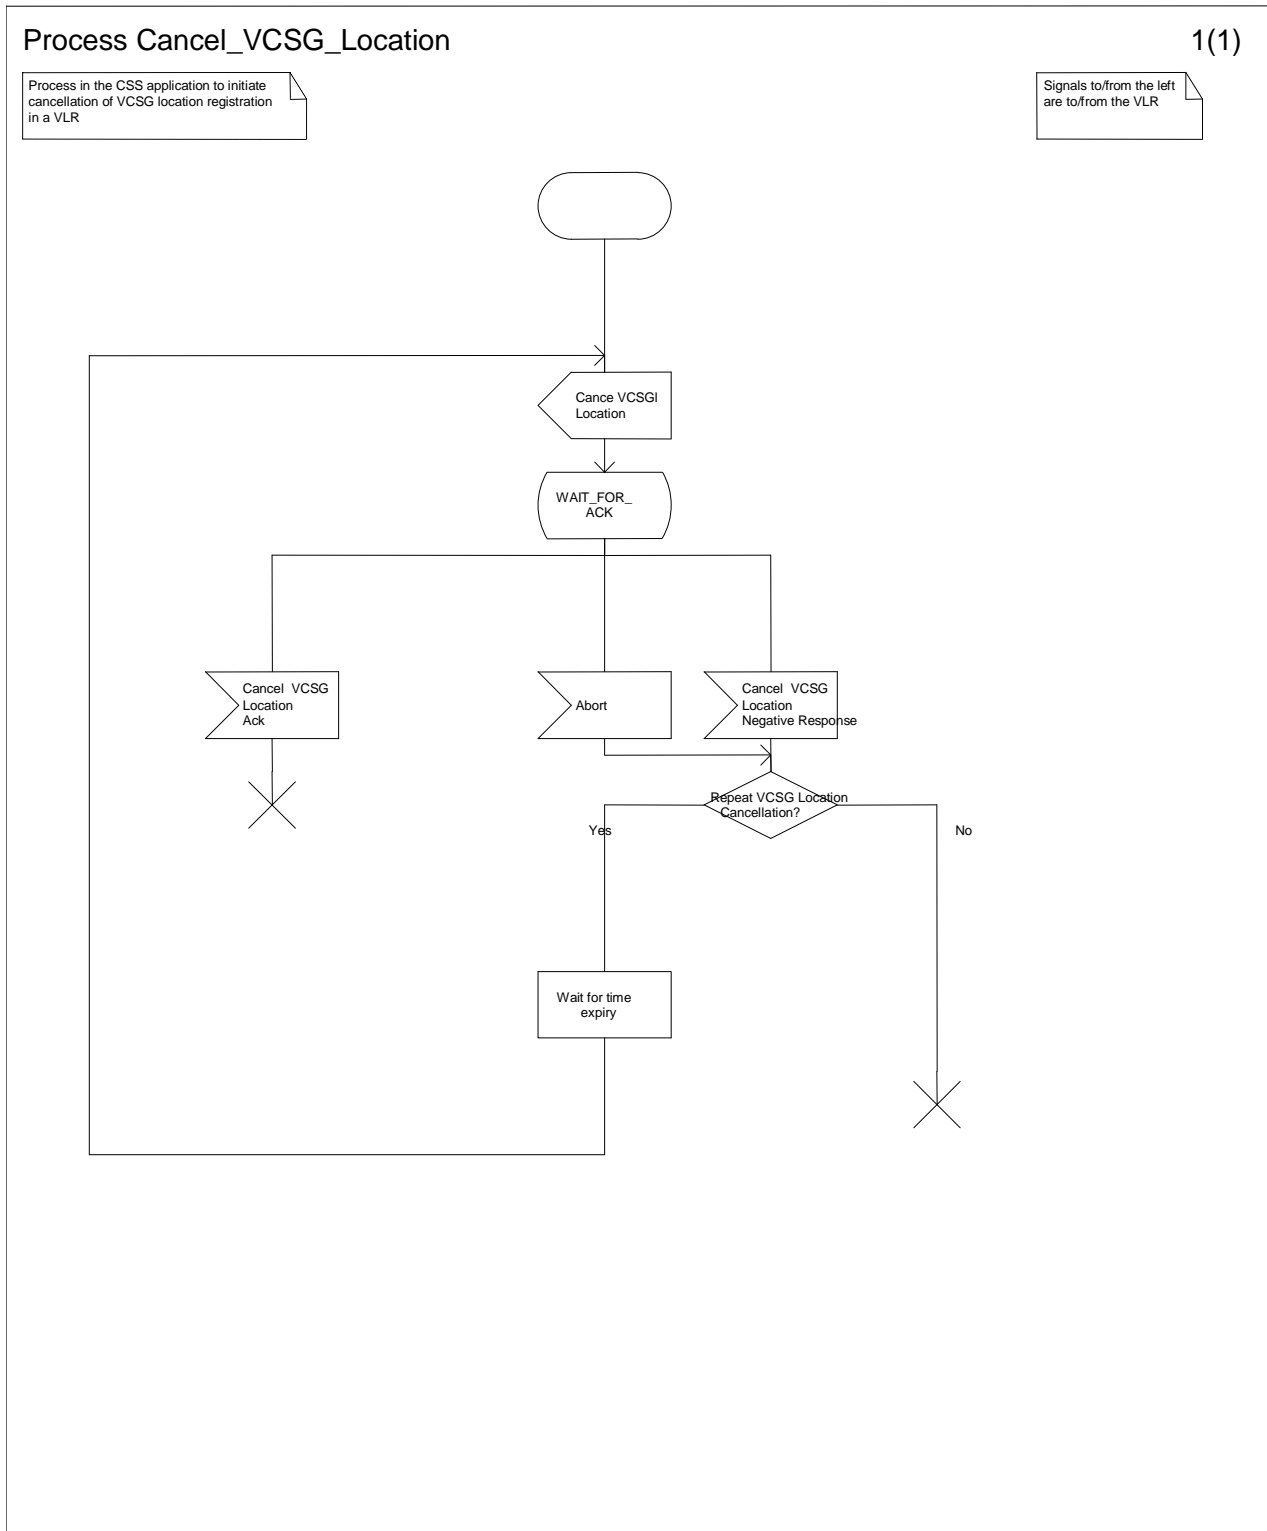 Process Cancel_VCSG_Location
1(1)
Process in the CSS application to initiate
cancellation of VCSG location registration
in a VLR
Signals to/from the left
are to/from the VLR
Cance VCSGl
Location
WAIT_FOR_
ACK
Cancel VCSG
Location
Ack
Abort
Cancel VCSG
Location
Negative Response
Repeat VCSG Location
Cancellation?
Yes
No
Wait for time
expiry